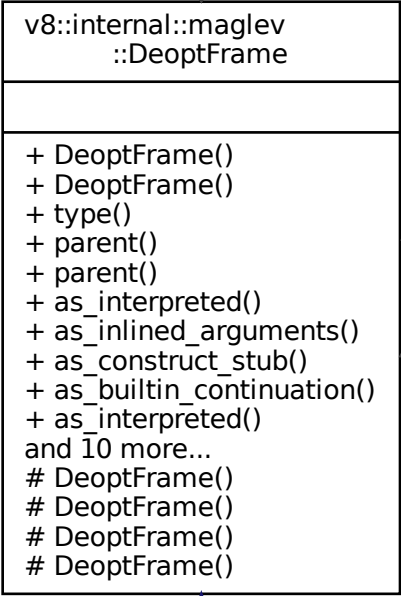 v8::internal::maglev
::DeoptFrame
+ DeoptFrame()
+ DeoptFrame()
+ type()
+ parent()
+ parent()
+ as_interpreted()
+ as_inlined_arguments()
+ as_construct_stub()
+ as_builtin_continuation()
+ as_interpreted()
and 10 more...
# DeoptFrame()
# DeoptFrame()
# DeoptFrame()
# DeoptFrame()